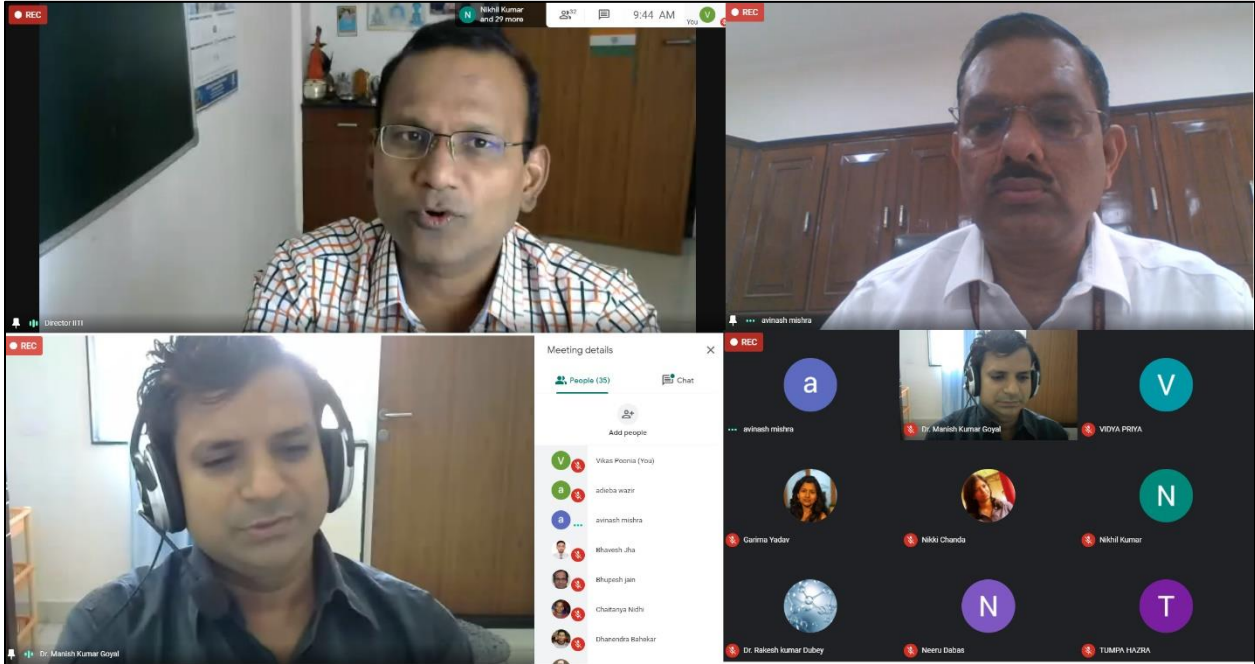 REC
Nikhil Kumar
and 29 more
32
9:44 AM
You
V
Director IITI
REC
avinash mishra
REC
Dr. Manish Kumar Goyal
Meeting details
People (35)
Chat
Add people
V
Vikas Poonia (You)
a
adieba wazir
a
avinash mishra
Bhavesh Jha
Bhupesh jain
Chaitanya Nidhi
Dhanendra Bahekar
REC
a
avinash mishra
Dr. Manish Kumar Goyal
V
VIDYA PRIYA
Garima Yadav
Nikki Chanda
N
Nikhil Kumar
Dr. Rakesh kumar Dubey
N
Neeru Dabas
T
TUMPA HAZRA